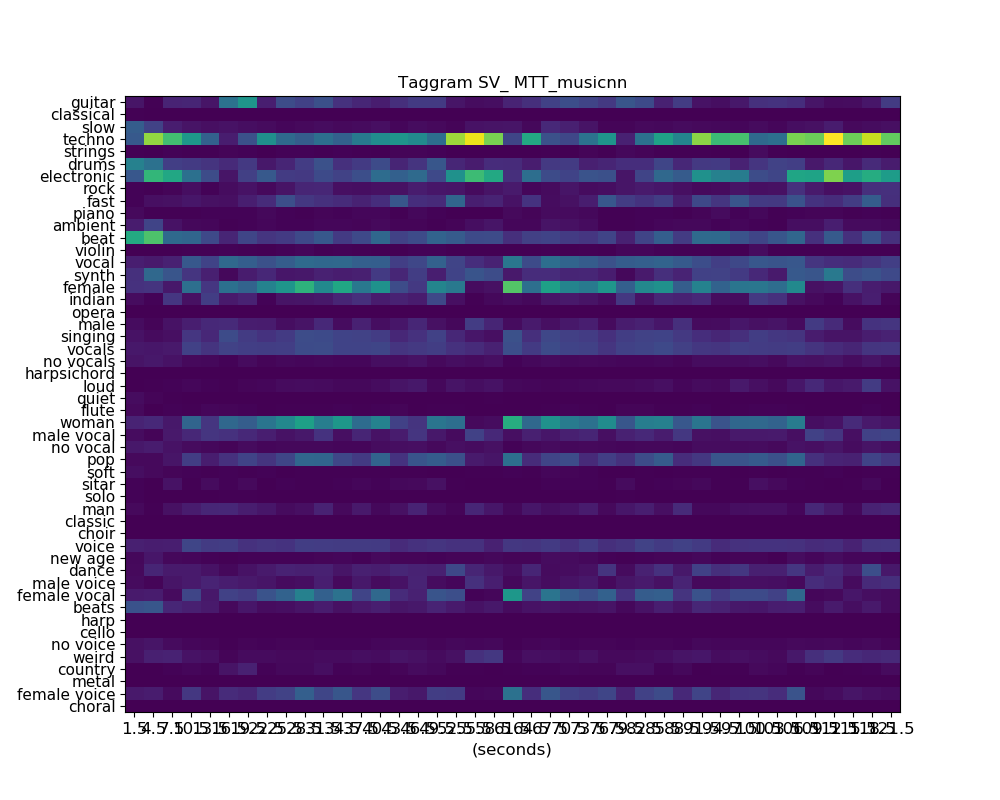 Taggram SV_ MTT_musicnn
guitar
classical
slow
techno
strings
drums
electronic
rock
fast
piano
ambient
beat
violin
vocal
synth
female
indian
opera
male
singing
vocals
no vocals
harpsichord
loud
quiet
flute
woman
male vocal
no vocal
pop
soft
sitar
solo
man
classic
choir
voice
new age
dance
male voice
female vocal
beats
harp
cello
no voice
weird
country
metal
female voice
choral
(seconds)